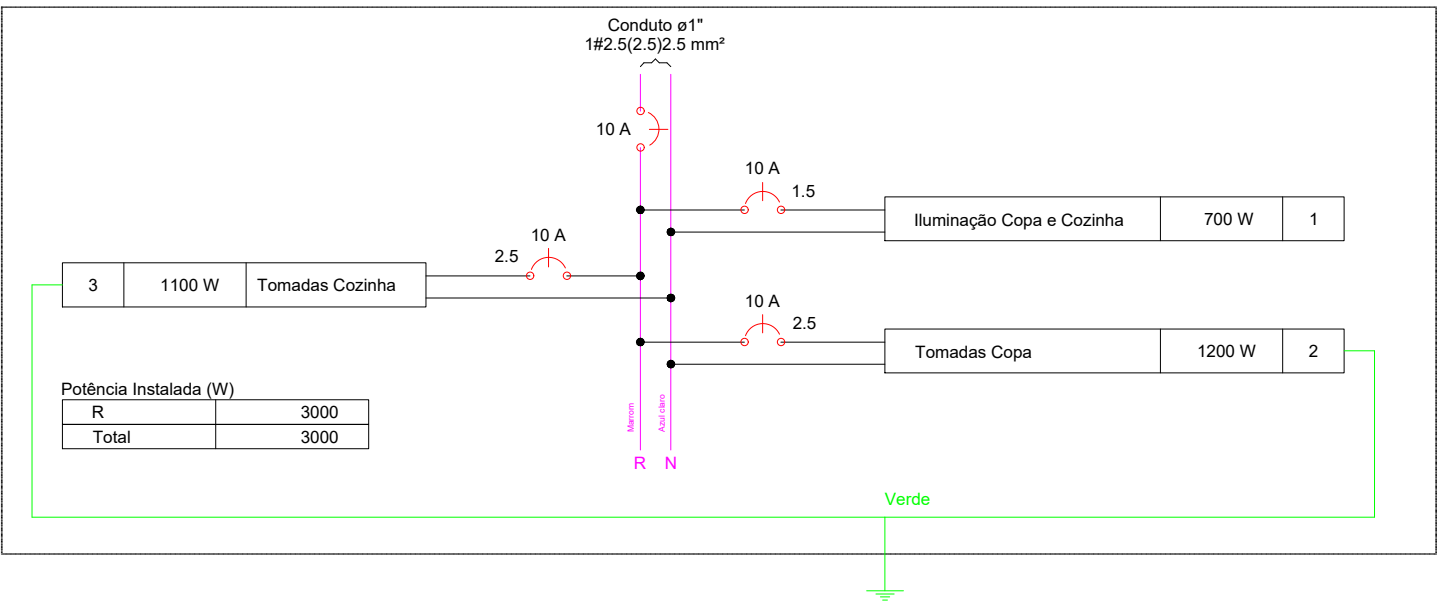 Conduto ø1"
1#2.5(2.5)2.5 mm²
10 A
10 A
1.5
Iluminação Copa e Cozinha 700 W 1
10 A
2.5
3 1100 W Tomadas Cozinha
10 A
2.5
Tomadas Copa 1200 W 2
Potência Instalada (W)
R 3000
Total 3000
Marrom
Azul claro
R N
Verde